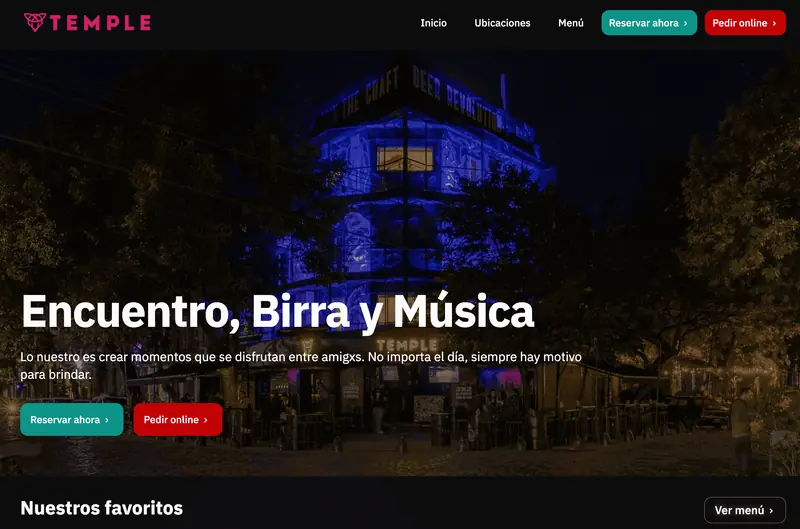 TEMPLE
Inicio
Ubicaciones
Menú
Reservar ahora ›
Pedir online ›
THE CRAFT BEER REVOLUTION
Encuentro, Birra y Música
TEMPLE
Lo nuestro es crear momentos que se disfrutan entre amigxs. No importa el día, siempre hay motivo
para brindar.
Reservar ahora ›
Pedir online ›
Nuestros favoritos
Ver menú ›